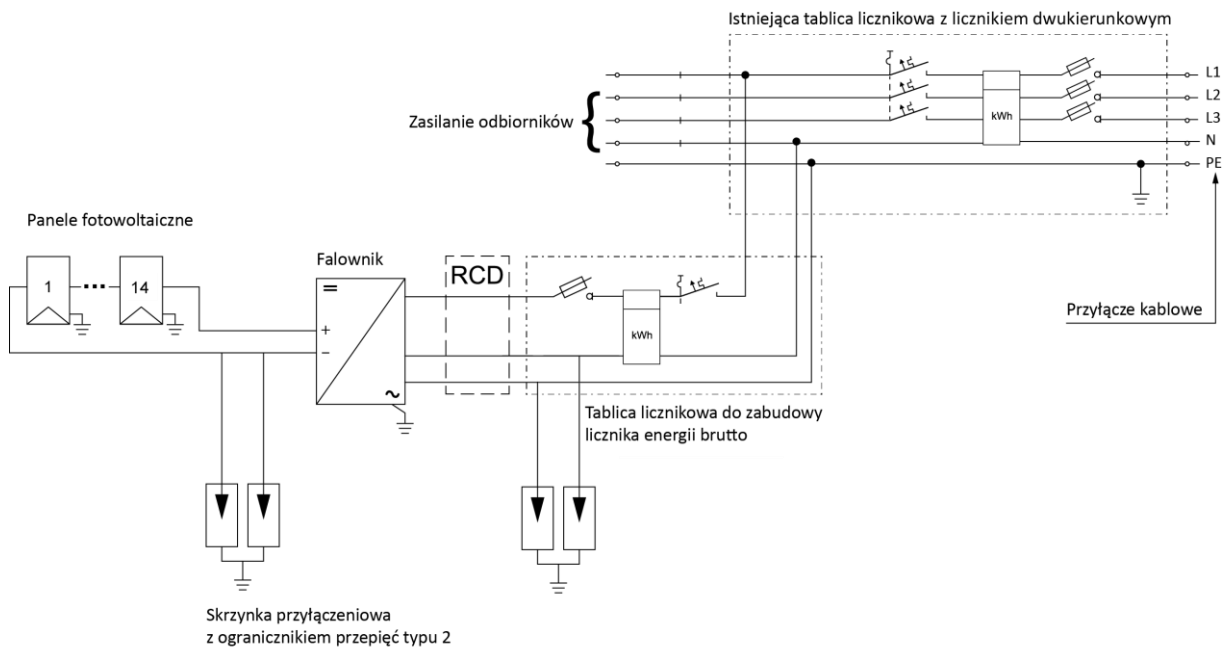 Istniejąca tablica licznikowa z licznikiem dwukierunkowym
L1
L2
L3
N
PE
kWh
Zasilanie odbiorników
Przyłącze kablowe
Panele fotowoltaiczne
1
14
Falownik
+
−
RCD
kWh
Tablica licznikowa do zabudowy
licznika energii brutto
Skrzynka przyłączeniowa
z ogranicznikiem przepięć typu 2